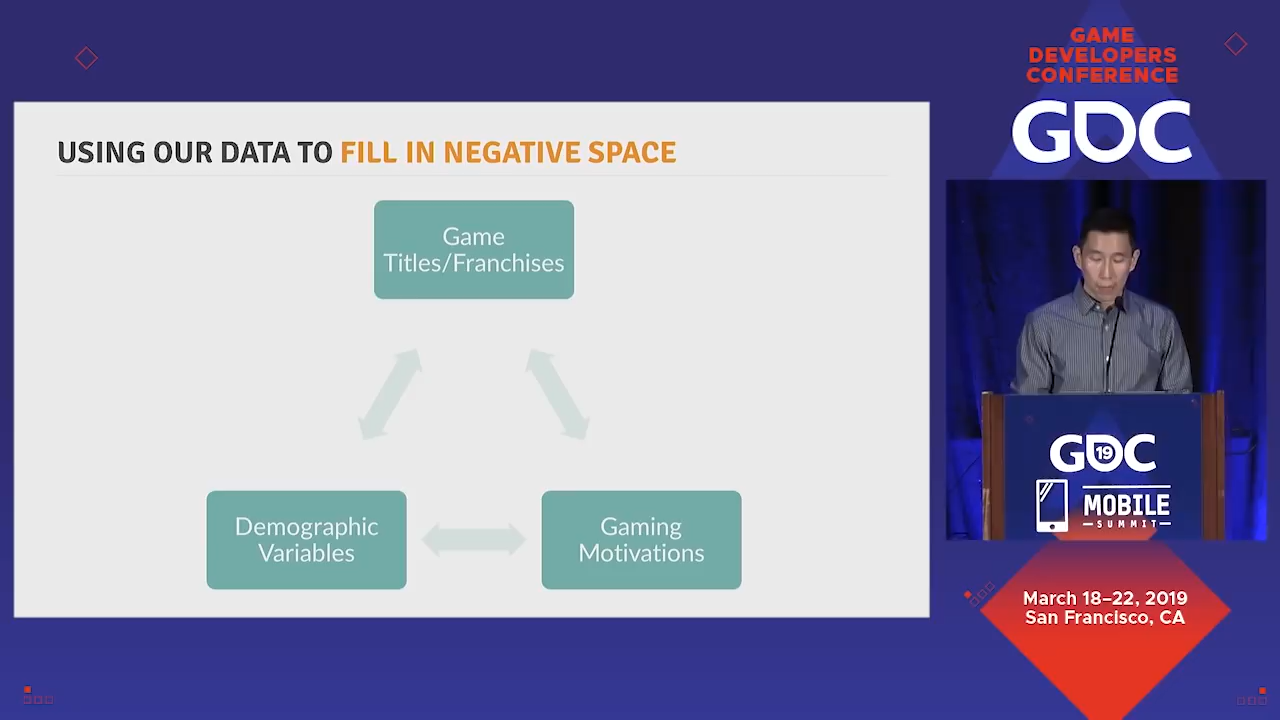 USING OUR DATA TO FILL IN NEGATIVE SPACE
Game
Titles/Franchises
Demographic
Variables
Gaming
Motivations
GAME
DEVELOPERS
CONFERENCE
GDC
GDC
19
MOBILE
SUMMIT
March 18–22, 2019
San Francisco, CA